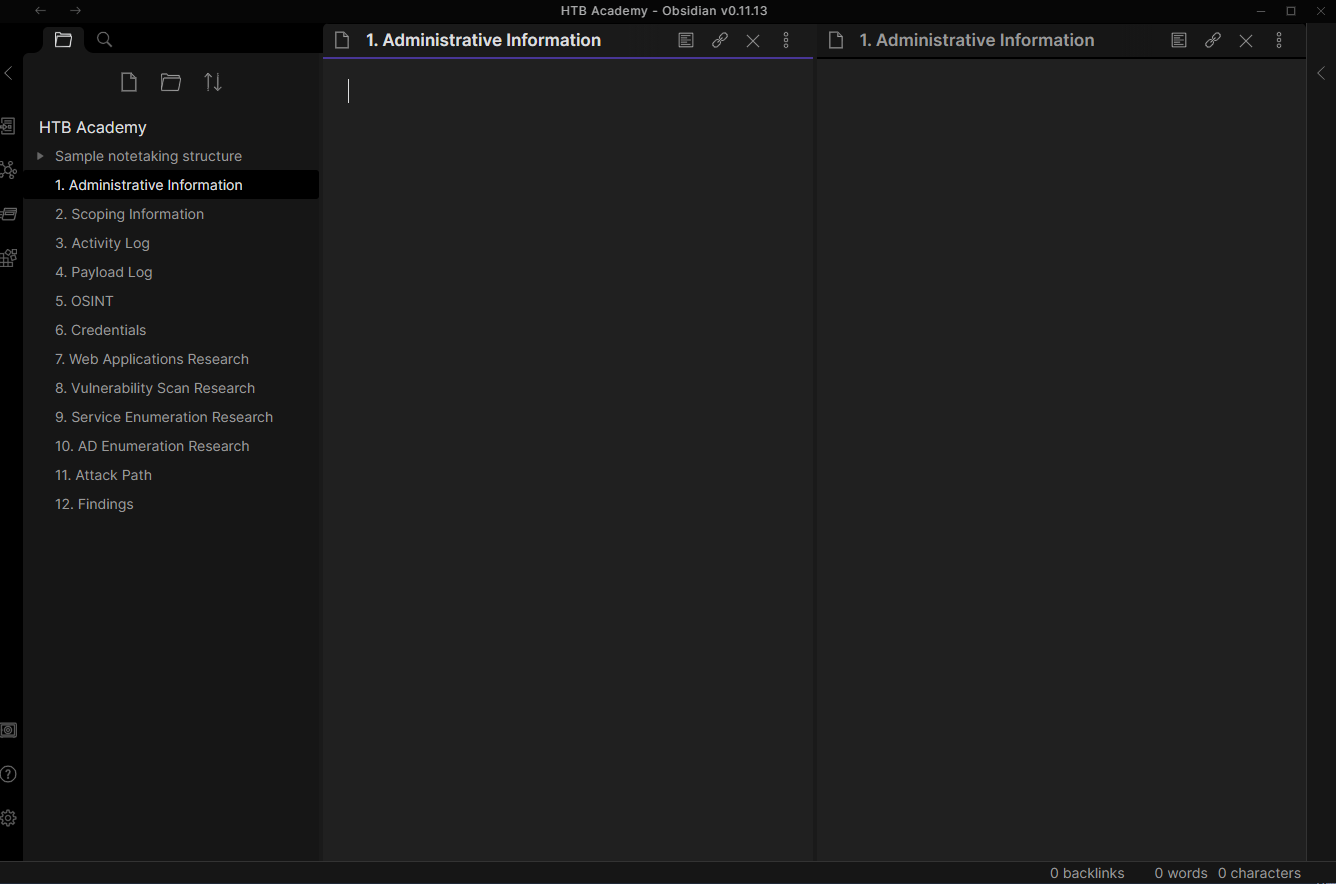 HTB Academy - Obsidian v0.11.13
1. Administrative Information
1. Administrative Information
HTB Academy
Sample notetaking structure
1. Administrative Information
2. Scoping Information
3. Activity Log
4. Payload Log
5. OSINT
6. Credentials
7. Web Applications Research
8. Vulnerability Scan Research
9. Service Enumeration Research
10. AD Enumeration Research
11. Attack Path
12. Findings
0 backlinks 0 words 0 characters